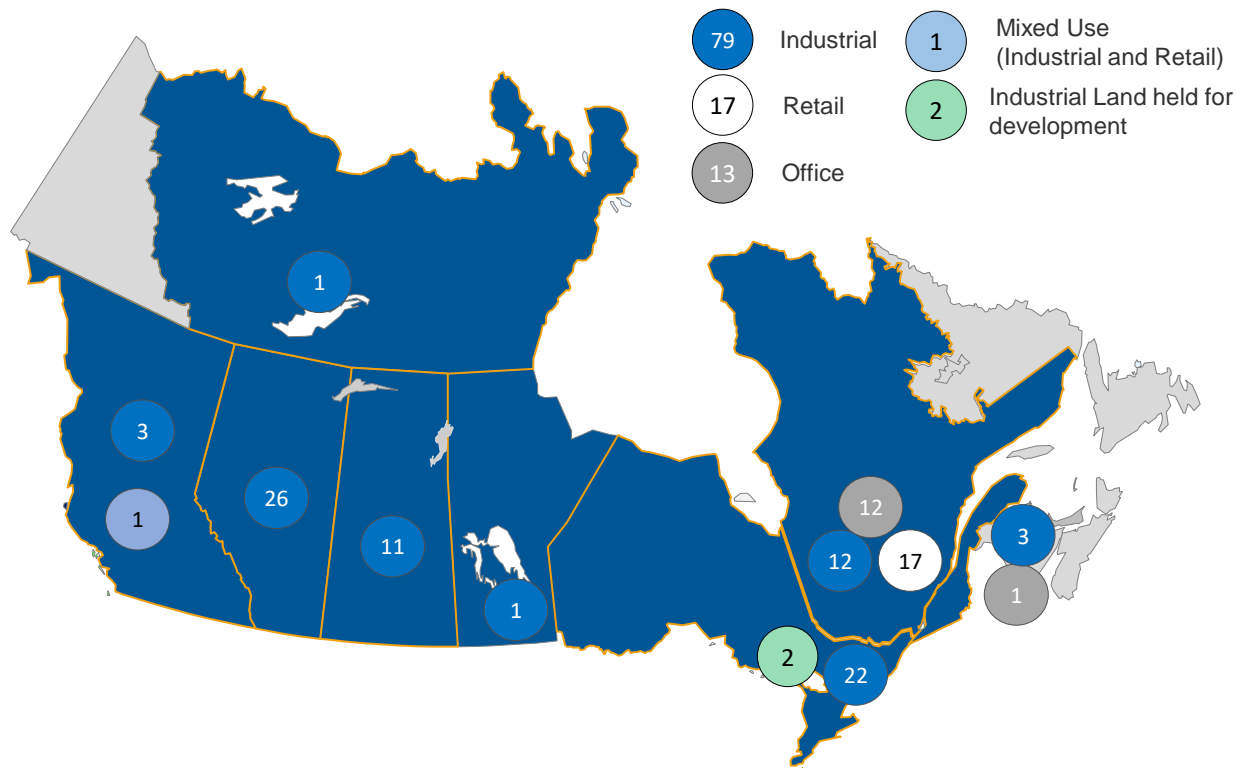 79 Industrial
1 Mixed Use
(Industrial and Retail)
17 Retail
2 Industrial Land held for
development
13 Office
1
3
1
26
11
1
12
12
17
3
1
2
22